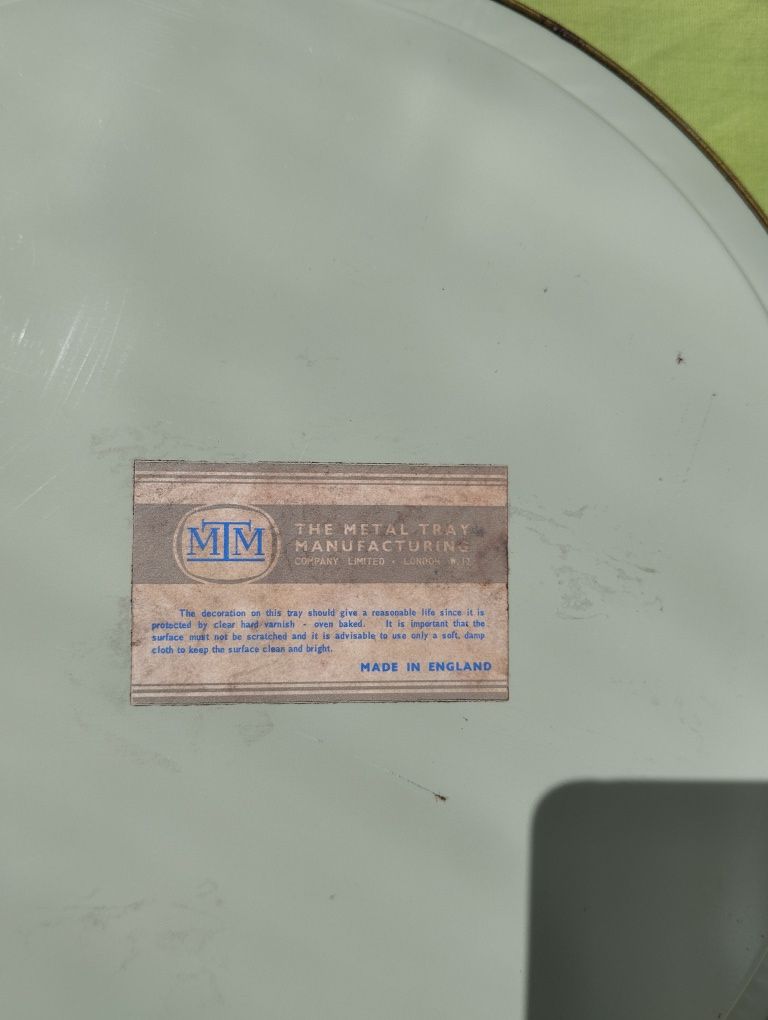 MTM
THE METAL TRAY
MANUFACTURING
COMPANY LIMITED · LONDON W.12
The decoration on this tray should give a reasonable life since it is
protected by clear hard varnish - oven baked. It is important that the
surface must not be scratched and it is advisable to use only a soft, damp
cloth to keep the surface clean and bright.
MADE IN ENGLAND